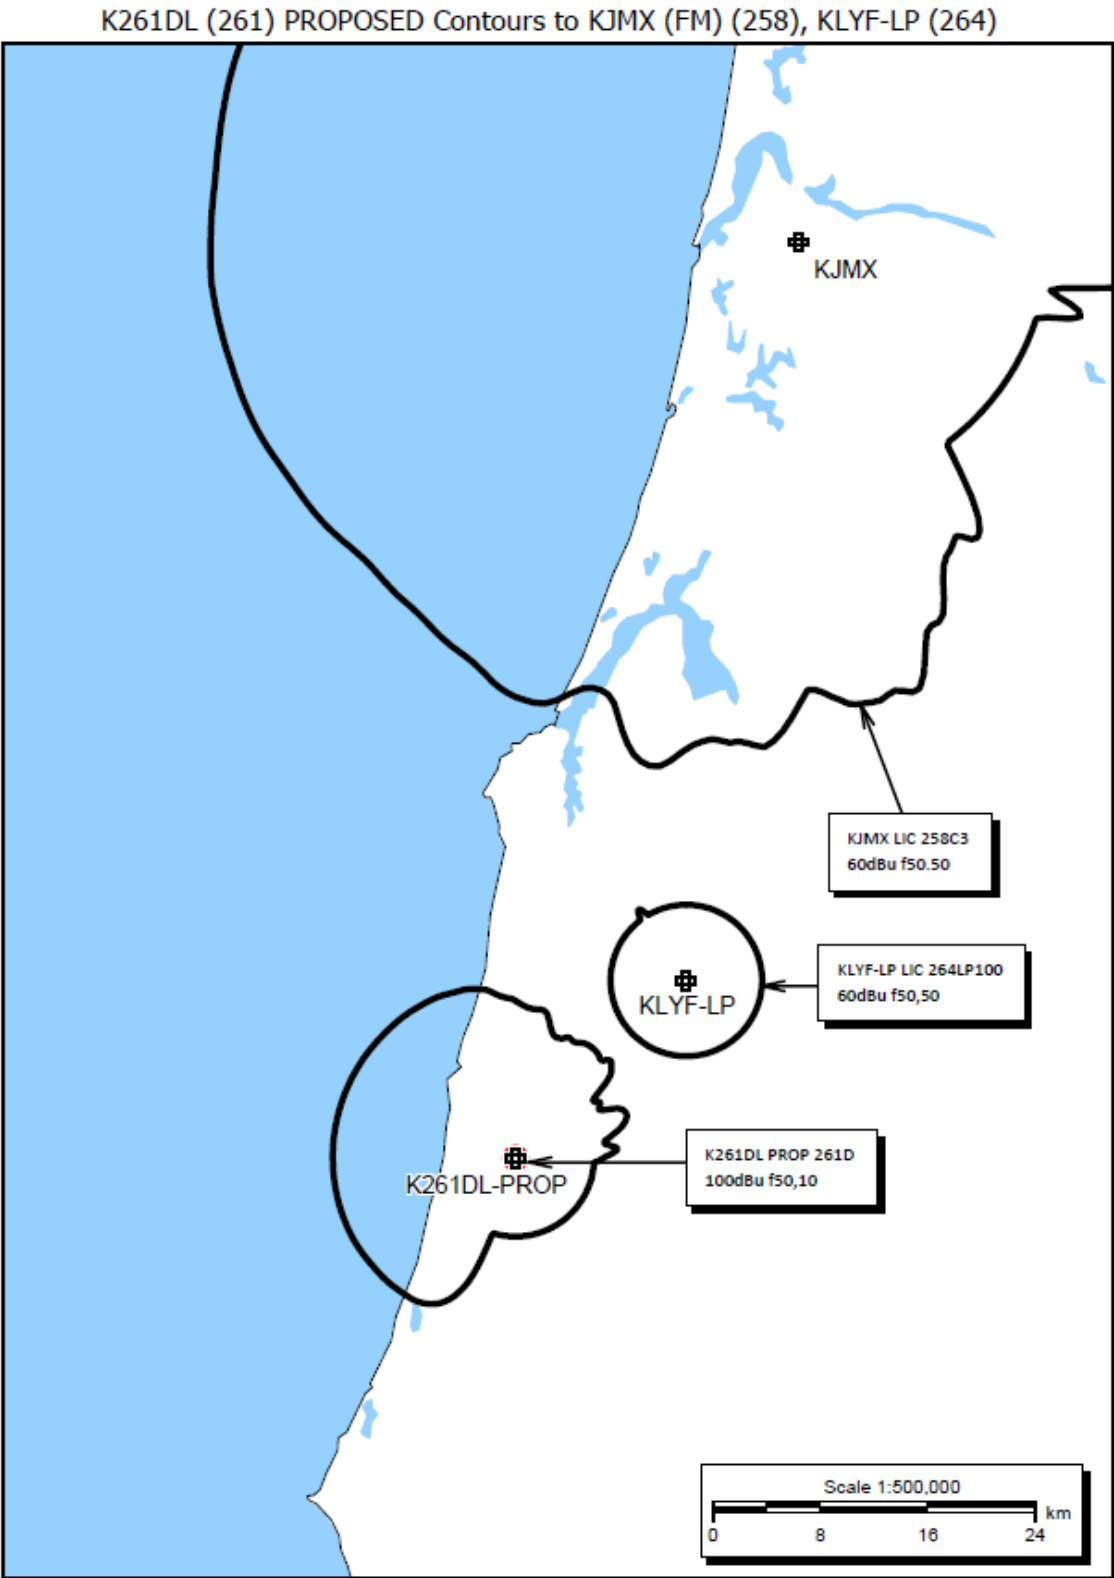 K261DL (261) PROPOSED Contours to KJMX (FM) (258), KLYF-LP (264)
KJMX
KJMX LIC 258C3
60dBu f50.50
KLYF-LP LIC 264LP100
60dBu f50,50
KLYF-LP
K261DL PROP 261D
100dBu f50,10
K261DL-PROP
Scale 1:500,000
km
0 8 16 24